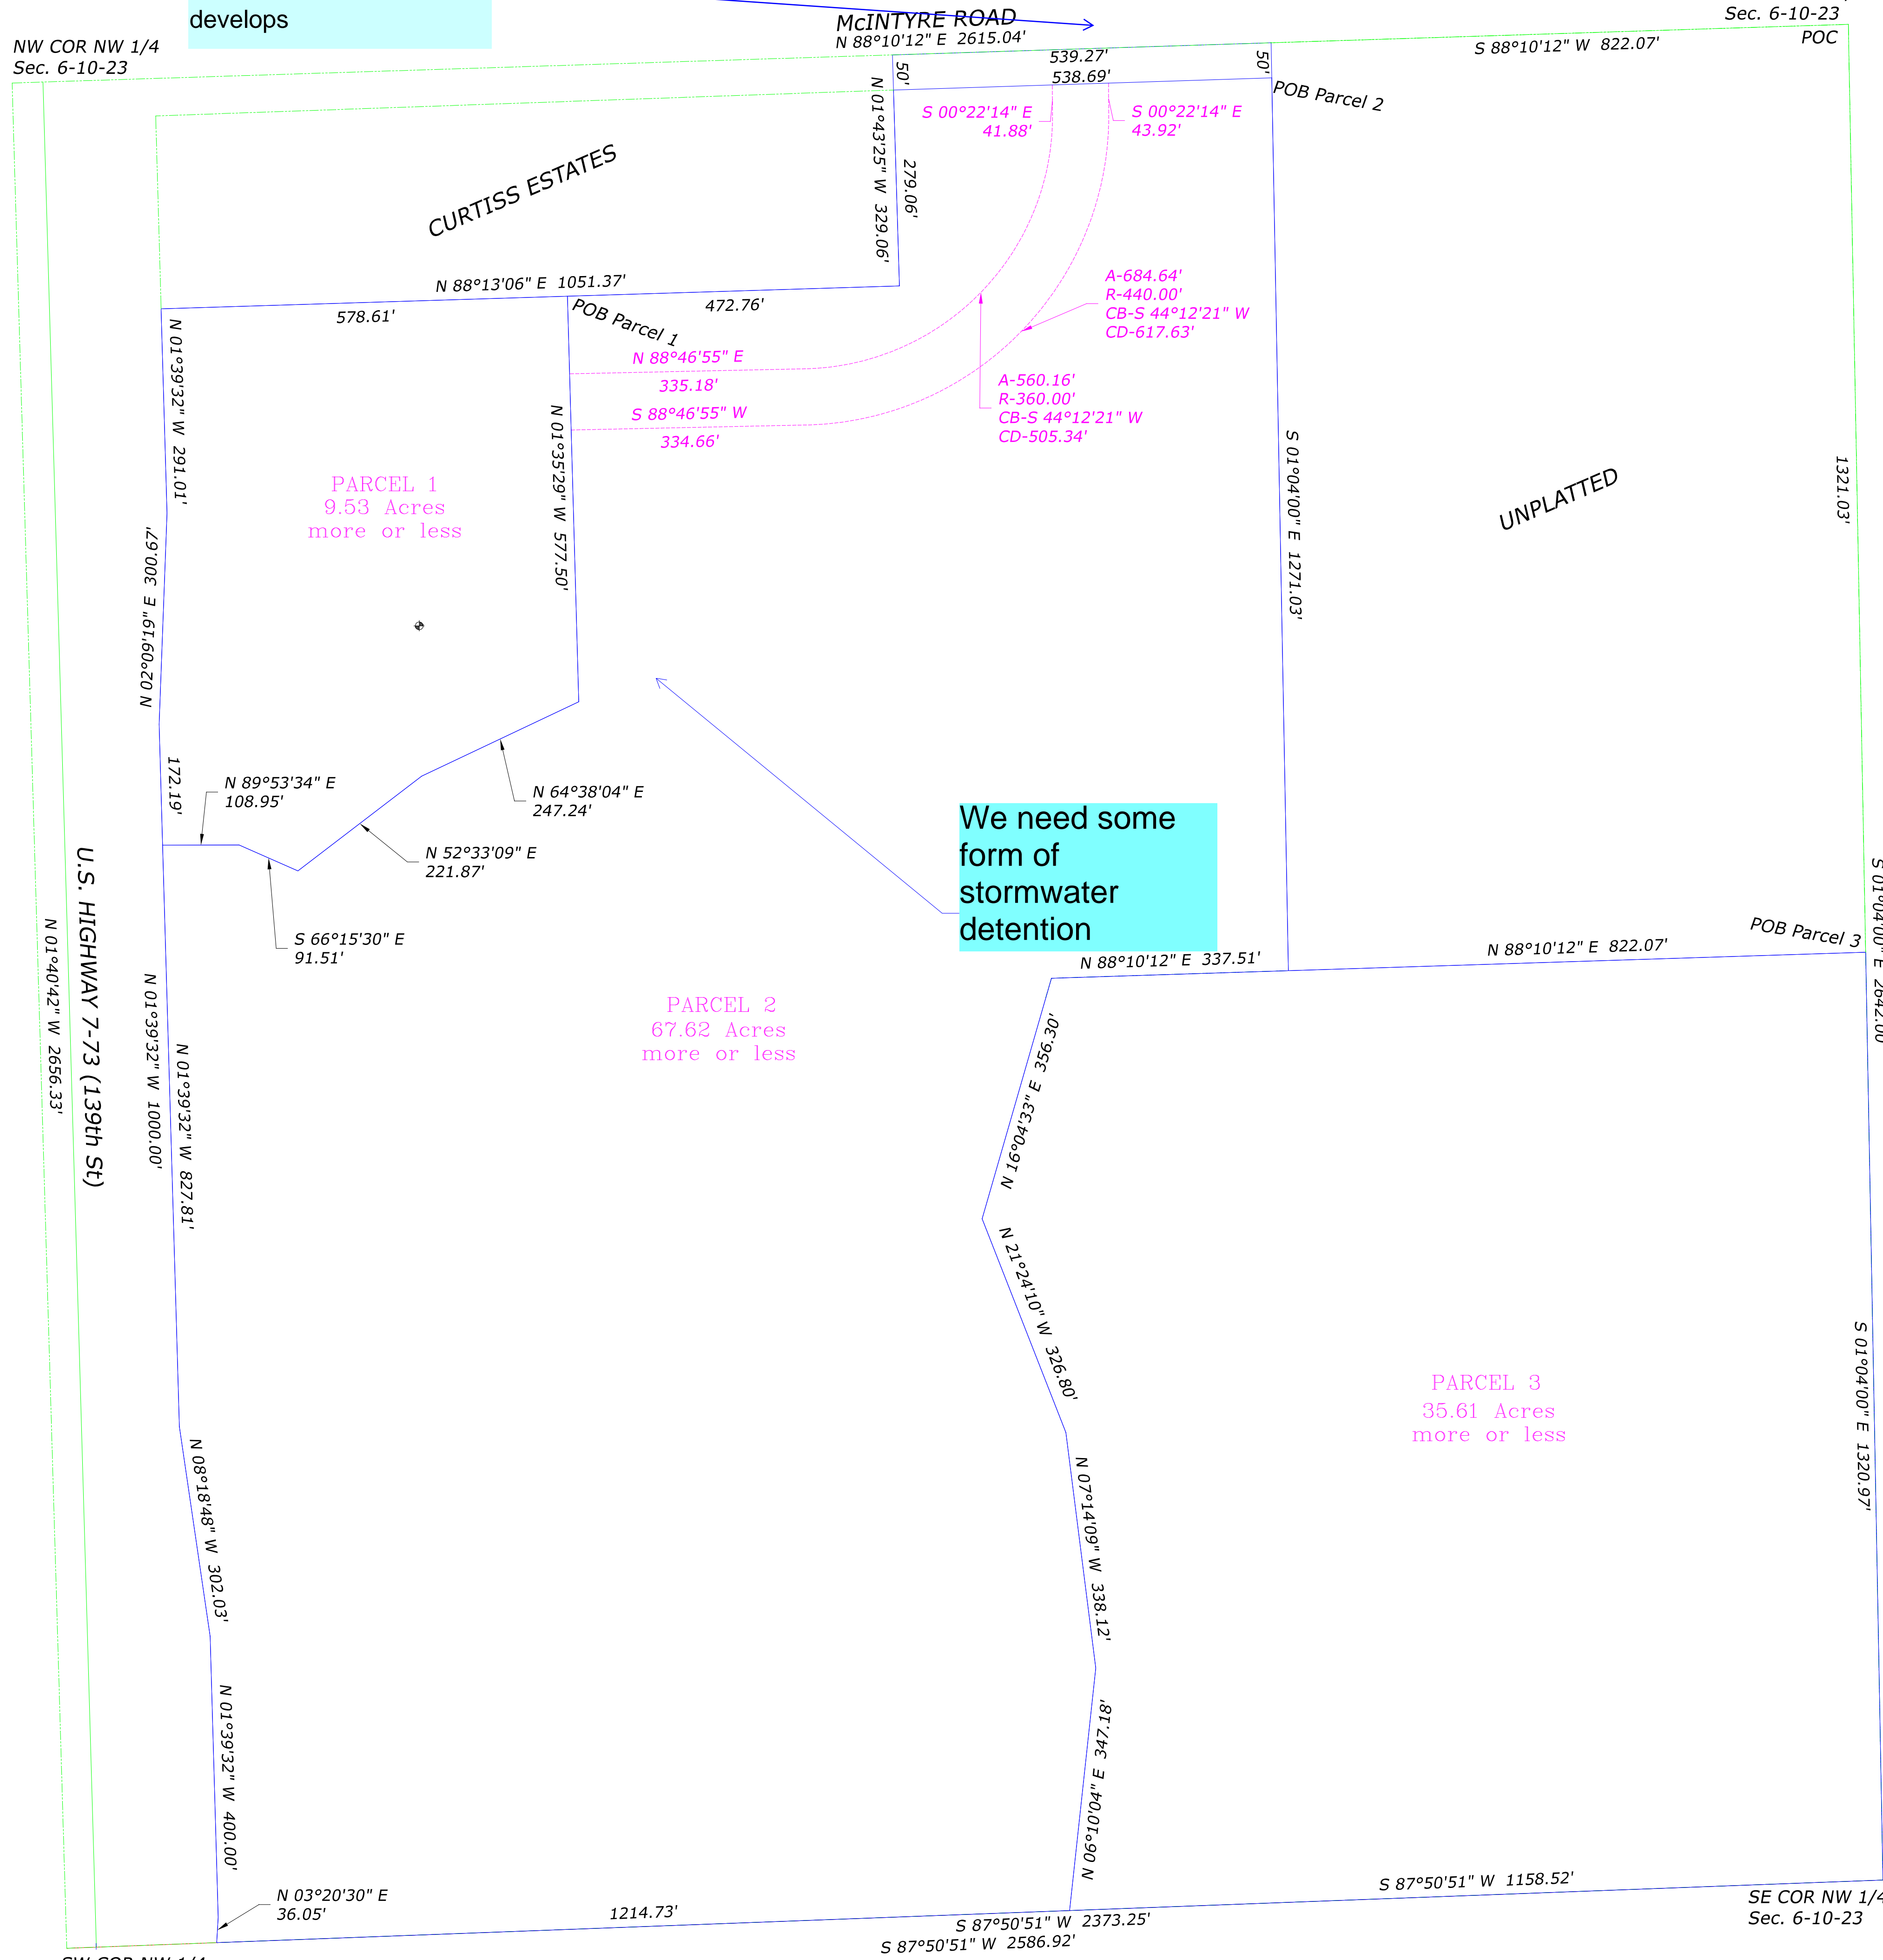 develops
McINTYRE ROAD
N 88°10'12" E 2615.04'
Sec. 6-10-23
POC
NW COR NW 1/4
Sec. 6-10-23
S 88°10'12" W 822.07'
539.27'
538.69'
50'
50'
POB Parcel 2
S 00°22'14" E
41.88'
S 00°22'14" E
43.92'
N 01°43'25" W 329.06'
279.06'
CURTISS ESTATES
N 88°13'06" E 1051.37'
578.61'
472.76'
POB Parcel 1
A-684.64'
R-440.00'
CB-S 44°12'21" W
CD-617.63'
N 88°46'55" E
335.18'
S 88°46'55" W
334.66'
A-560.16'
R-360.00'
CB-S 44°12'21" W
CD-505.34'
N 01°39'32" W 291.01'
N 01°35'29" W 577.50'
S 01°04'00" E 1271.03'
UNPLATTED
1321.03'
PARCEL 1
9.53 Acres
more or less
N 02°09'19" E 300.67'
172.19'
N 89°53'34" E
108.95'
N 64°38'04" E
247.24'
N 52°33'09" E
221.87'
S 66°15'30" E
91.51'
We need some
form of
stormwater
detention
POB Parcel 3
N 88°10'12" E 337.51'
N 88°10'12" E 822.07'
S 01°04'00" E 2642.00
U.S. HIGHWAY 7-73 (139th St)
N 01°40'42" W 2656.33'
N 01°39'32" W 1000.00'
N 01°39'32" W 827.81'
PARCEL 2
67.62 Acres
more or less
N 16°04'33" E 356.30'
N 21°24'10" W 326.80'
N 07°14'09" W 338.12'
N 06°10'04" E 347.18'
PARCEL 3
35.61 Acres
more or less
S 01°04'00" E 1320.97'
N 08°18'48" W 302.03'
N 01°39'32" W 400.00'
N 03°20'30" E
36.05'
1214.73'
S 87°50'51" W 1158.52'
S 87°50'51" W 2373.25'
S 87°50'51" W 2586.92'
SE COR NW 1/4
Sec. 6-10-23
SW COR NW 1/4